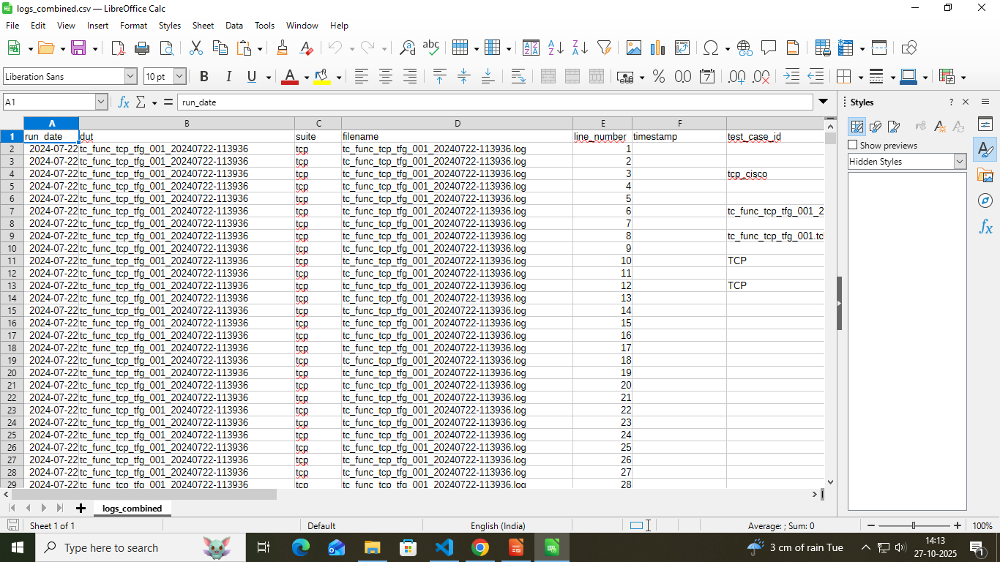 logs_combined.csv — LibreOffice Calc
File Edit View Insert Format Styles Sheet Data Tools Window Help
Liberation Sans 10 pt B I U A % 0.0 7 .00 .00
A1 fx Σ = run_date
Styles ?
Show previews
Hidden Styles
A B C D E F
1 run_date dut suite filename line_number timestamp test_case_id
2 2024-07-22 tc_func_tcp_tfg_001_20240722-113936 tcp tc_func_tcp_tfg_001_20240722-113936.log 1
3 2024-07-22 tc_func_tcp_tfg_001_20240722-113936 tcp tc_func_tcp_tfg_001_20240722-113936.log 2
4 2024-07-22 tc_func_tcp_tfg_001_20240722-113936 tcp tc_func_tcp_tfg_001_20240722-113936.log 3 tcp_cisco
5 2024-07-22 tc_func_tcp_tfg_001_20240722-113936 tcp tc_func_tcp_tfg_001_20240722-113936.log 4
6 2024-07-22 tc_func_tcp_tfg_001_20240722-113936 tcp tc_func_tcp_tfg_001_20240722-113936.log 5
7 2024-07-22 tc_func_tcp_tfg_001_20240722-113936 tcp tc_func_tcp_tfg_001_20240722-113936.log 6 tc_func_tcp_tfg_001_2
8 2024-07-22 tc_func_tcp_tfg_001_20240722-113936 tcp tc_func_tcp_tfg_001_20240722-113936.log 7
9 2024-07-22 tc_func_tcp_tfg_001_20240722-113936 tcp tc_func_tcp_tfg_001_20240722-113936.log 8 tc_func_tcp_tfg_001.tcl
10 2024-07-22 tc_func_tcp_tfg_001_20240722-113936 tcp tc_func_tcp_tfg_001_20240722-113936.log 9
11 2024-07-22 tc_func_tcp_tfg_001_20240722-113936 tcp tc_func_tcp_tfg_001_20240722-113936.log 10 TCP
12 2024-07-22 tc_func_tcp_tfg_001_20240722-113936 tcp tc_func_tcp_tfg_001_20240722-113936.log 11
13 2024-07-22 tc_func_tcp_tfg_001_20240722-113936 tcp tc_func_tcp_tfg_001_20240722-113936.log 12 TCP
14 2024-07-22 tc_func_tcp_tfg_001_20240722-113936 tcp tc_func_tcp_tfg_001_20240722-113936.log 13
15 2024-07-22 tc_func_tcp_tfg_001_20240722-113936 tcp tc_func_tcp_tfg_001_20240722-113936.log 14
16 2024-07-22 tc_func_tcp_tfg_001_20240722-113936 tcp tc_func_tcp_tfg_001_20240722-113936.log 15
17 2024-07-22 tc_func_tcp_tfg_001_20240722-113936 tcp tc_func_tcp_tfg_001_20240722-113936.log 16
18 2024-07-22 tc_func_tcp_tfg_001_20240722-113936 tcp tc_func_tcp_tfg_001_20240722-113936.log 17
19 2024-07-22 tc_func_tcp_tfg_001_20240722-113936 tcp tc_func_tcp_tfg_001_20240722-113936.log 18
20 2024-07-22 tc_func_tcp_tfg_001_20240722-113936 tcp tc_func_tcp_tfg_001_20240722-113936.log 19
21 2024-07-22 tc_func_tcp_tfg_001_20240722-113936 tcp tc_func_tcp_tfg_001_20240722-113936.log 20
22 2024-07-22 tc_func_tcp_tfg_001_20240722-113936 tcp tc_func_tcp_tfg_001_20240722-113936.log 21
23 2024-07-22 tc_func_tcp_tfg_001_20240722-113936 tcp tc_func_tcp_tfg_001_20240722-113936.log 22
24 2024-07-22 tc_func_tcp_tfg_001_20240722-113936 tcp tc_func_tcp_tfg_001_20240722-113936.log 23
25 2024-07-22 tc_func_tcp_tfg_001_20240722-113936 tcp tc_func_tcp_tfg_001_20240722-113936.log 24
26 2024-07-22 tc_func_tcp_tfg_001_20240722-113936 tcp tc_func_tcp_tfg_001_20240722-113936.log 25
27 2024-07-22 tc_func_tcp_tfg_001_20240722-113936 tcp tc_func_tcp_tfg_001_20240722-113936.log 26
28 2024-07-22 tc_func_tcp_tfg_001_20240722-113936 tcp tc_func_tcp_tfg_001_20240722-113936.log 27
29 2024-07-22 tc_func_tcp_tfg_001_20240722-113936 tcp tc_func_tcp_tfg_001_20240722-113936.log 28
logs_combined
Sheet 1 of 1 Default English (India) Average: ; Sum: 0 100%
Type here to search 3 cm of rain Tue 14:13
27-10-2025 1